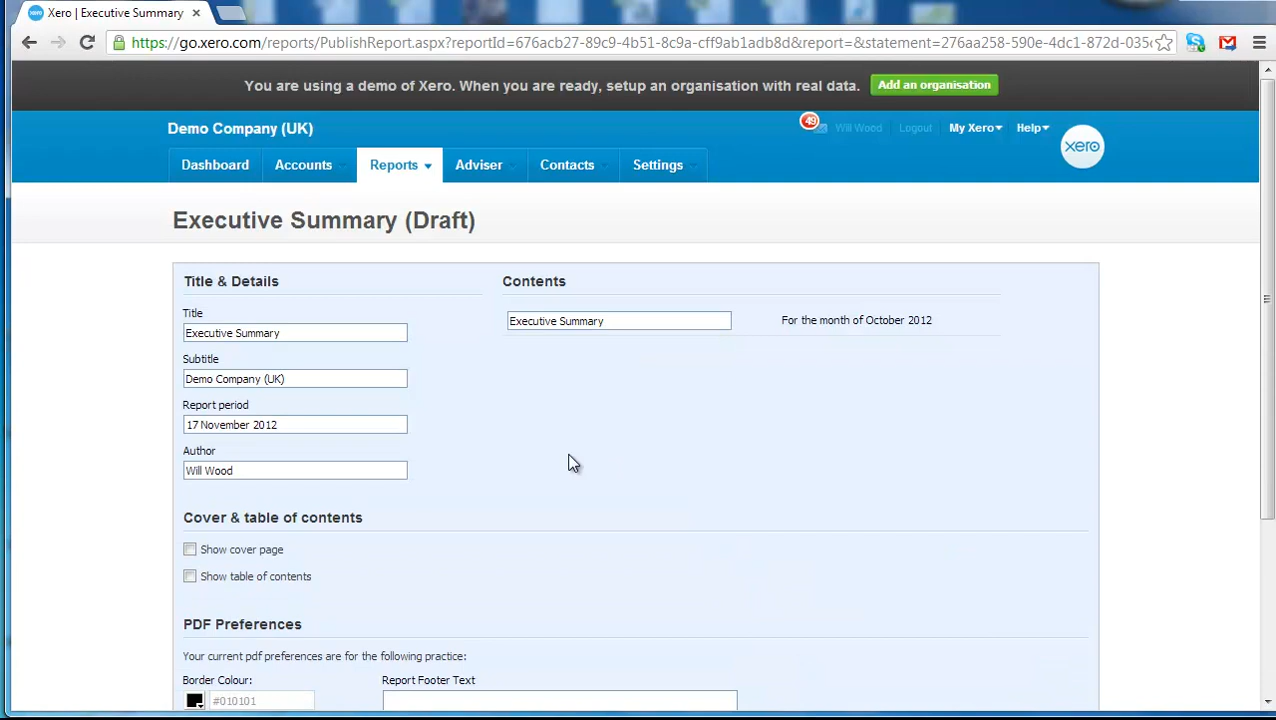 Xero | Executive Summary
https://go.xero.com/reports/PublishReport.aspx?reportId=676acb27-89c9-4b51-8c9a-cff9ab1adb8d&report=&statement=276aa258-590e-4dc1-872d-035c
You are using a demo of Xero. When you are ready, setup an organisation with real data. Add an organisation
Demo Company (UK) 49 Will Wood Logout My Xero Help xero
Dashboard Accounts Reports Adviser Contacts Settings
Executive Summary (Draft)
Title & Details Contents
Title
Executive Summary For the month of October 2012
Executive Summary
Subtitle
Demo Company (UK)
Report period
17 November 2012
Author
Will Wood
Cover & table of contents
Show cover page
Show table of contents
PDF Preferences
Your current pdf preferences are for the following practice:
Border Colour: Report Footer Text
#010101